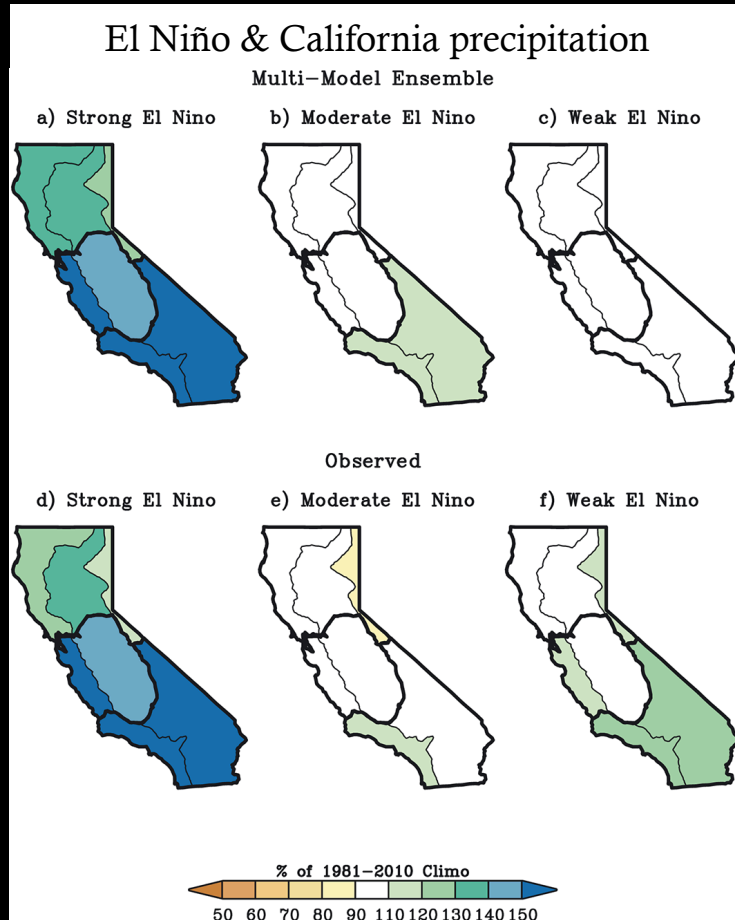 El Niño & California precipitation
Multi-Model Ensemble
a) Strong El Nino b) Moderate El Nino c) Weak El Nino
Observed
d) Strong El Nino e) Moderate El Nino f) Weak El Nino
% of 1981-2010 Climo
50 60 70 80 90 110 120 130 140 150